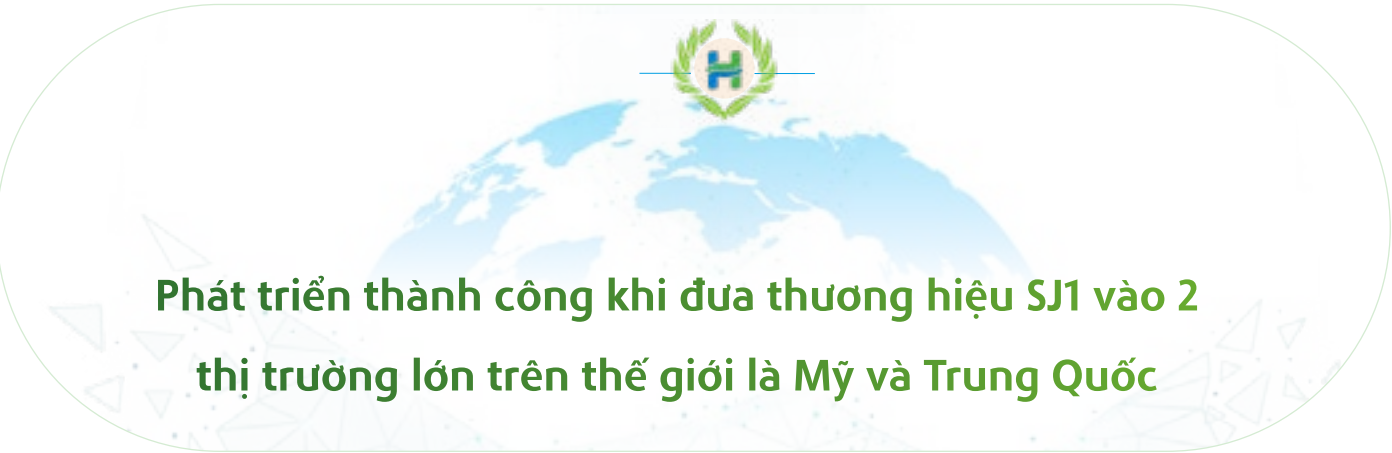 H
Phát triển thành công khi đưa thương hiệu SJ1 vào 2
thị trường lớn trên thế giới là Mỹ và Trung Quốc